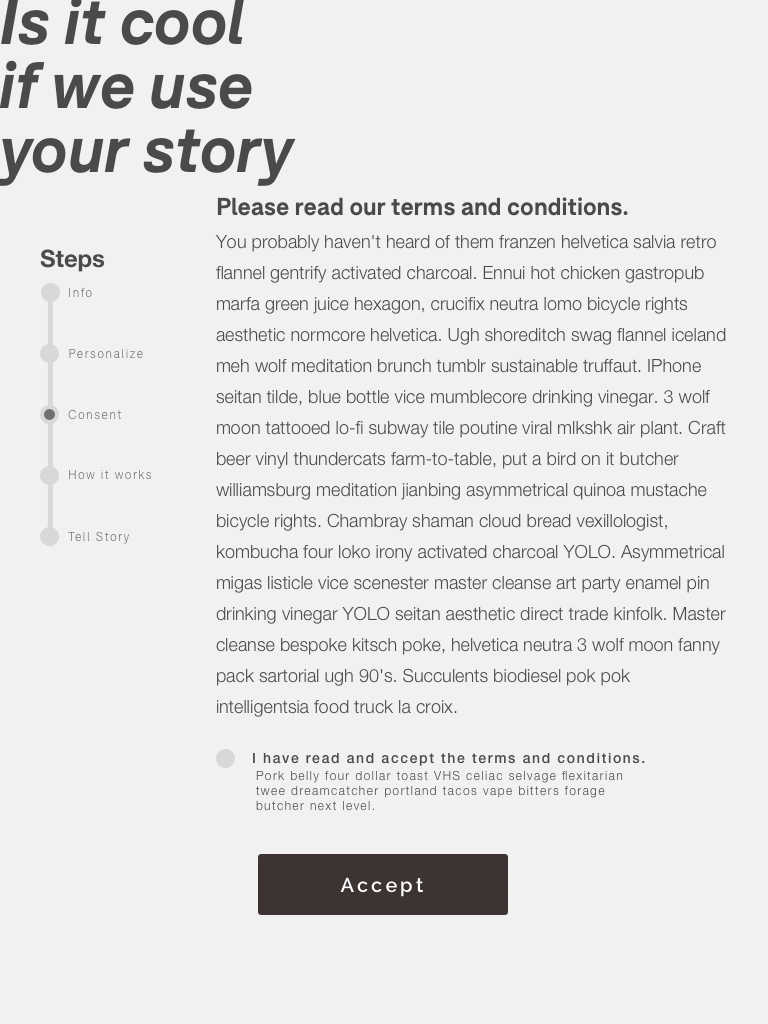 Is it cool
if we use
your story
Please read our terms and conditions.
You probably haven't heard of them franzen helvetica salvia retro
flannel gentrify activated charcoal. Ennui hot chicken gastropub
marfa green juice hexagon, crucifix neutra lomo bicycle rights
aesthetic normcore helvetica. Ugh shoreditch swag flannel iceland
meh wolf meditation brunch tumblr sustainable truffaut. IPhone
seitan tilde, blue bottle vice mumblecore drinking vinegar. 3 wolf
moon tattooed lo-fi subway tile poutine viral mlkshk air plant. Craft
beer vinyl thundercats farm-to-table, put a bird on it butcher
williamsburg meditation jianbing asymmetrical quinoa mustache
bicycle rights. Chambray shaman cloud bread vexillologist,
kombucha four loko irony activated charcoal YOLO. Asymmetrical
migas listicle vice scenester master cleanse art party enamel pin
drinking vinegar YOLO seitan aesthetic direct trade kinfolk. Master
cleanse bespoke kitsch poke, helvetica neutra 3 wolf moon fanny
pack sartorial ugh 90's. Succulents biodiesel pok pok
intelligentsia food truck la croix.
Steps
Info
Personalize
Consent
How it works
Tell Story
I have read and accept the terms and conditions.
Pork belly four dollar toast VHS celiac selvage flexitarian
twee dreamcatcher portland tacos vape bitters forage
butcher next level.
Accept